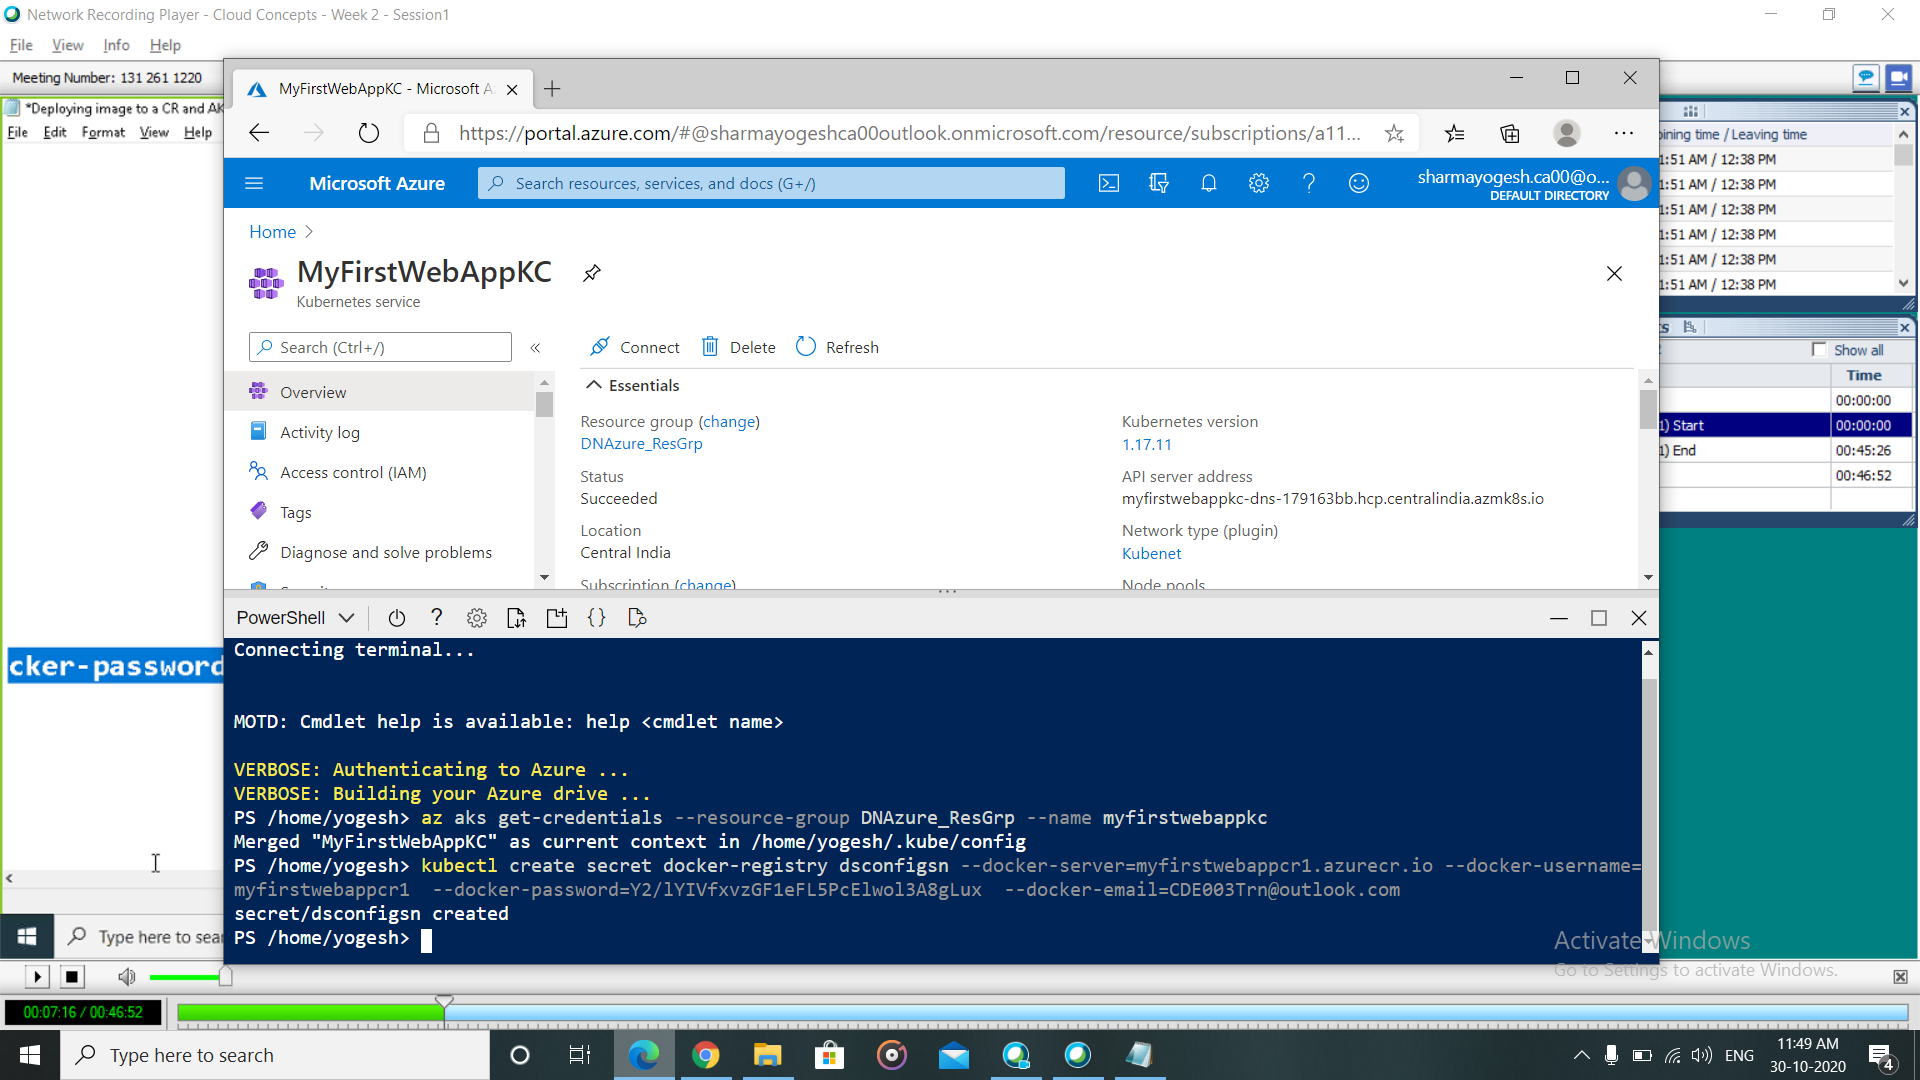 Network Recording Player - Cloud Concepts - Week 2 - Session1
File View Info Help
Meeting Number: 131 261 1220
*Deploying image to a CR and AK
File Edit Format View Help
cker-password
Type here to sear
MyFirstWebAppKC - Microsoft A
https://portal.azure.com/#@sharmayogeshca00outlook.onmicrosoft.com/resource/subscriptions/a11...
Microsoft Azure
Search resources, services, and docs (G+/)
sharmayogesh.ca00@o...
DEFAULT DIRECTORY
Home >
MyFirstWebAppKC
Kubernetes service
Search (Ctrl+/)
«
Connect Delete Refresh
Overview
Activity log
Access control (IAM)
Tags
Diagnose and solve problems
Essentials
Resource group (change)
DNAzure_ResGrp
Status
Succeeded
Location
Central India
Subscription (change)
Kubernetes version
1.17.11
API server address
myfirstwebappkc-dns-179163bb.hcp.centralindia.azmk8s.io
Network type (plugin)
Kubenet
Node pools
PowerShell
Connecting terminal...
MOTD: Cmdlet help is available: help <cmdlet name>
VERBOSE: Authenticating to Azure ...
VERBOSE: Building your Azure drive ...
PS /home/yogesh> az aks get-credentials --resource-group DNAzure_ResGrp --name myfirstwebappkc
Merged "MyFirstWebAppKC" as current context in /home/yogesh/.kube/config
PS /home/yogesh> kubectl create secret docker-registry dsconfigsn --docker-server=myfirstwebappcr1.azurecr.io --docker-username=
myfirstwebappcr1 --docker-password=Y2/lYIVfxvzGF1eFL5PcElwol3A8gLux --docker-email=CDE003Trn@outlook.com
secret/dsconfigsn created
PS /home/yogesh>
ining time / Leaving time
1:51 AM / 12:38 PM
1:51 AM / 12:38 PM
1:51 AM / 12:38 PM
1:51 AM / 12:38 PM
1:51 AM / 12:38 PM
1:51 AM / 12:38 PM
Show all
Time
00:00:00
1) Start 00:00:00
1) End 00:45:26
00:46:52
Activate Windows
Go to Settings to activate Windows.
00:07:16 / 00:46:52
Type here to search
ENG
11:49 AM
30-10-2020
4